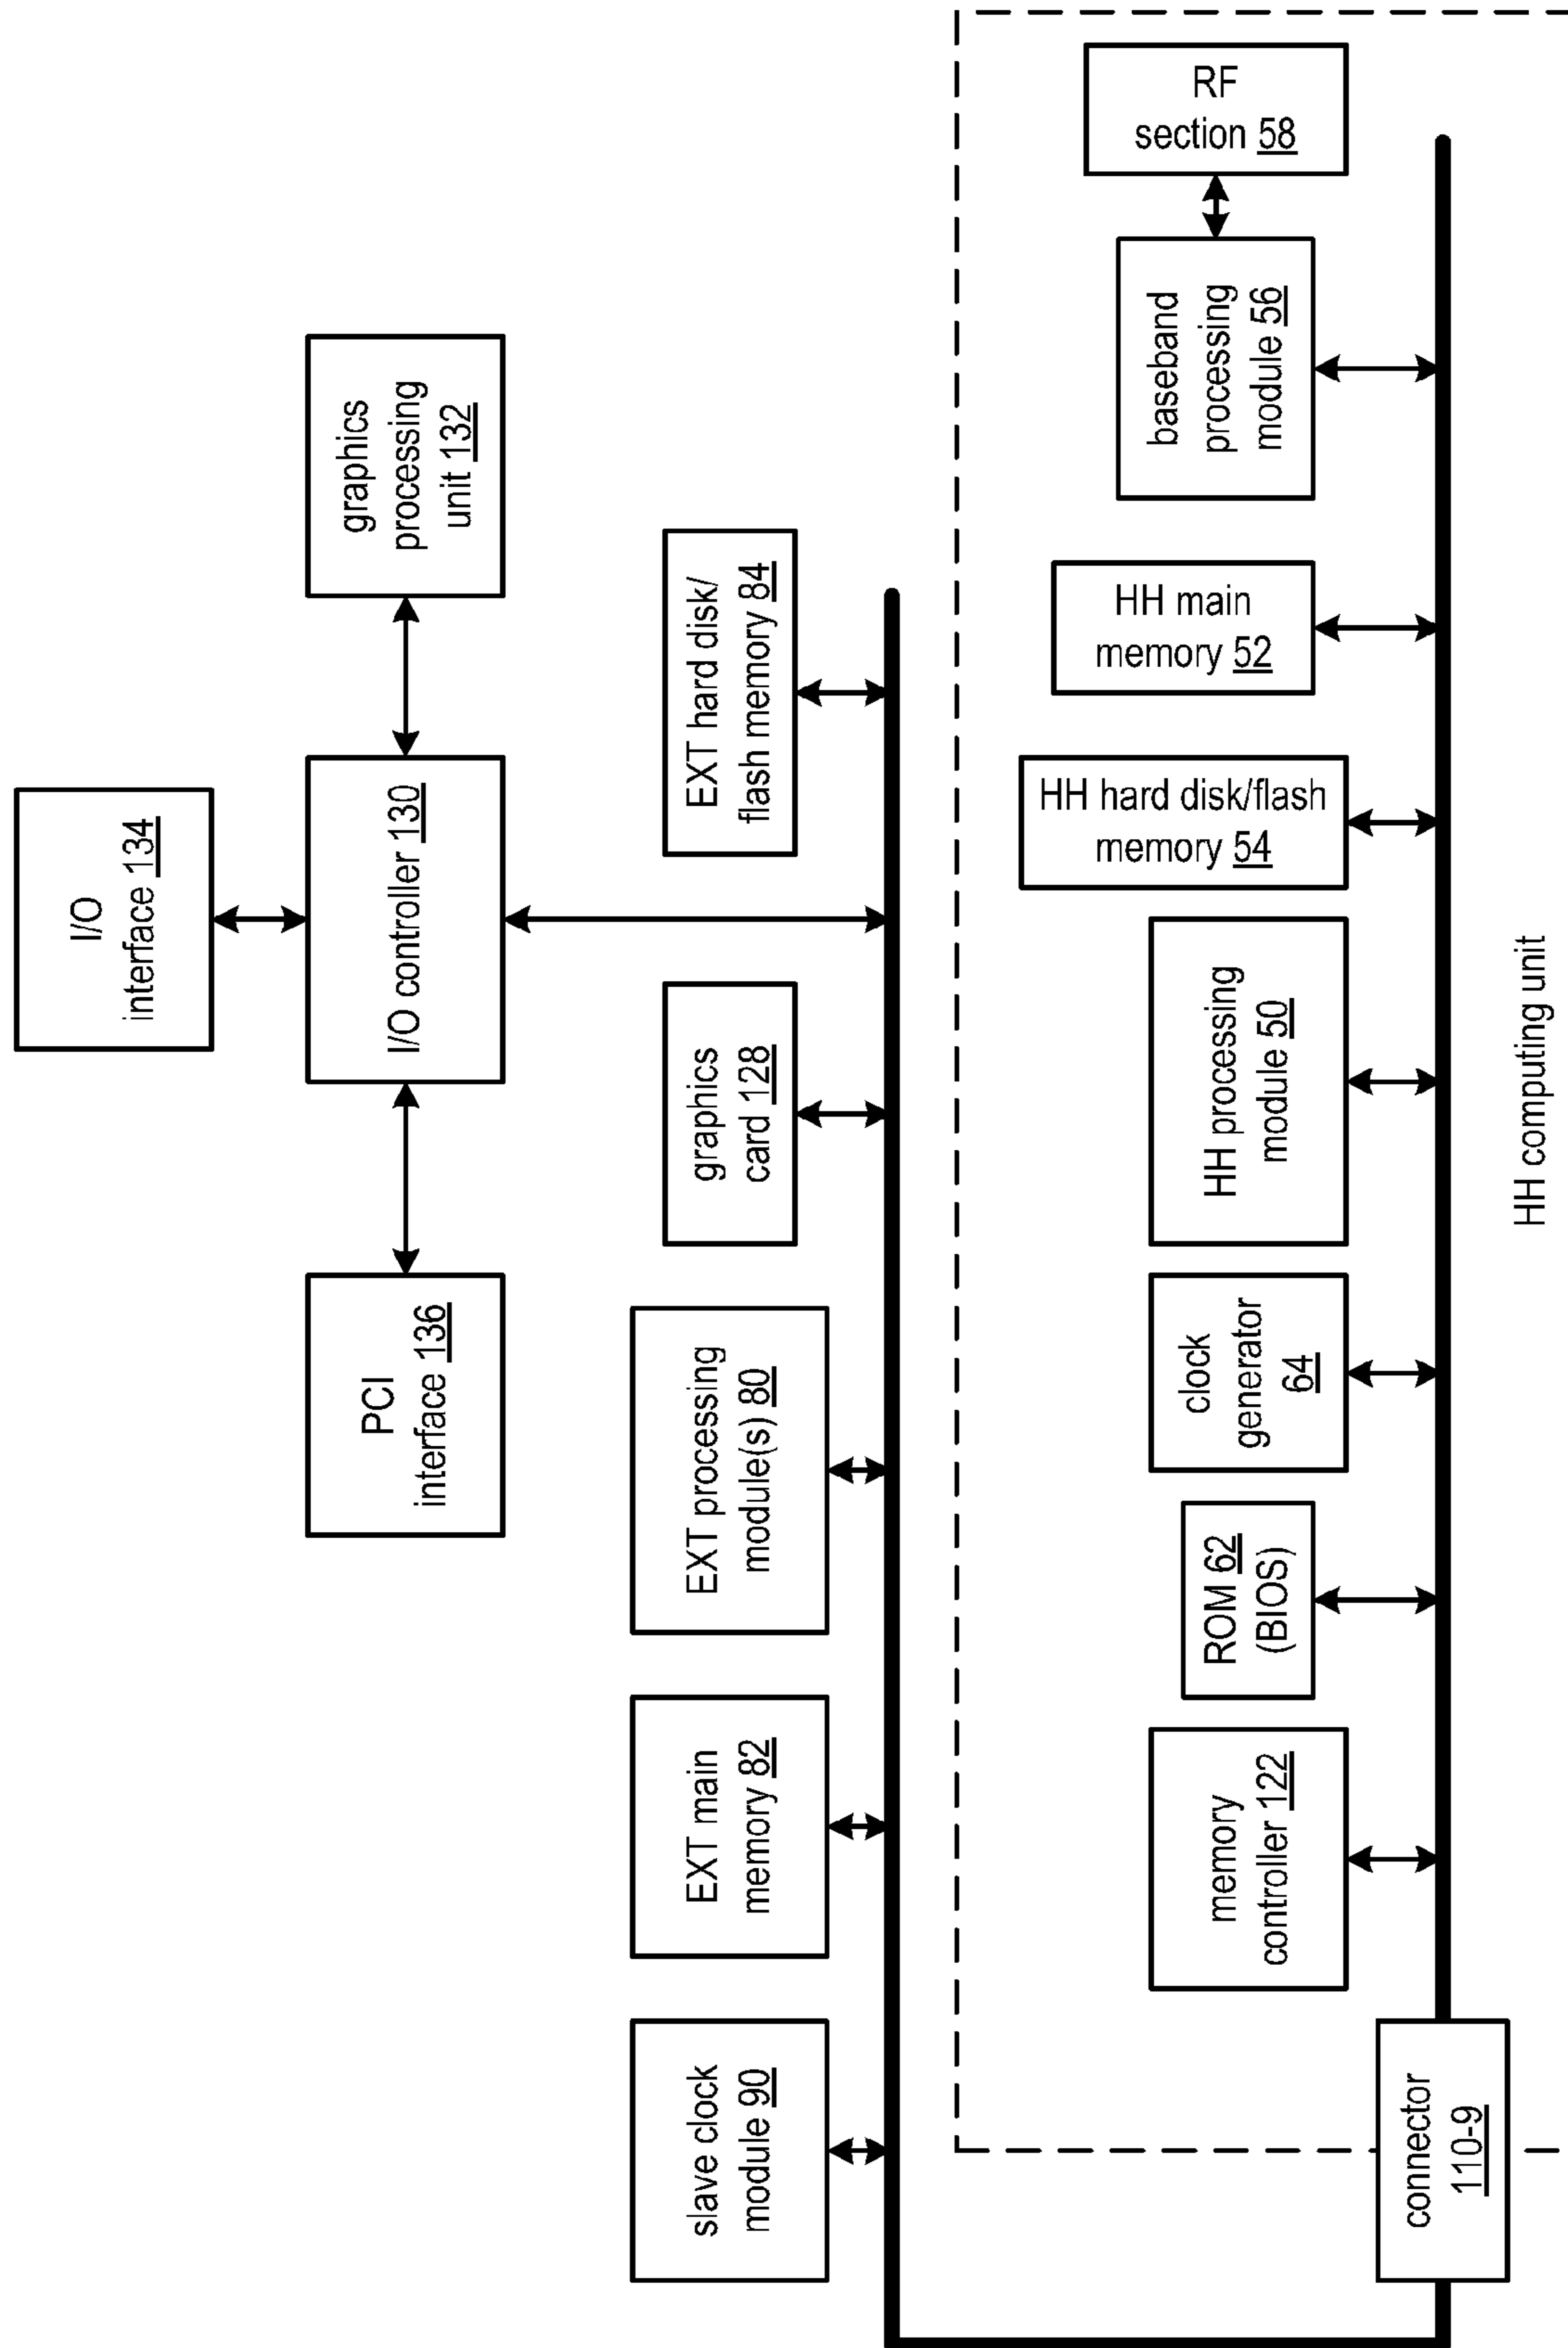 I/O
interface 134
PCI
interface 136
I/O controller 130
graphics
processing
unit 132
slave clock
module 90
EXT main
memory 82
EXT processing
module(s) 80
graphics
card 128
EXT hard disk/
flash memory 84
connector
110-9
memory
controller 122
ROM 62
(BIOS)
clock
generator
64
HH processing
module 50
HH hard disk/flash
memory 54
HH main
memory 52
baseband
processing
module 56
RF
section 58
HH computing unit